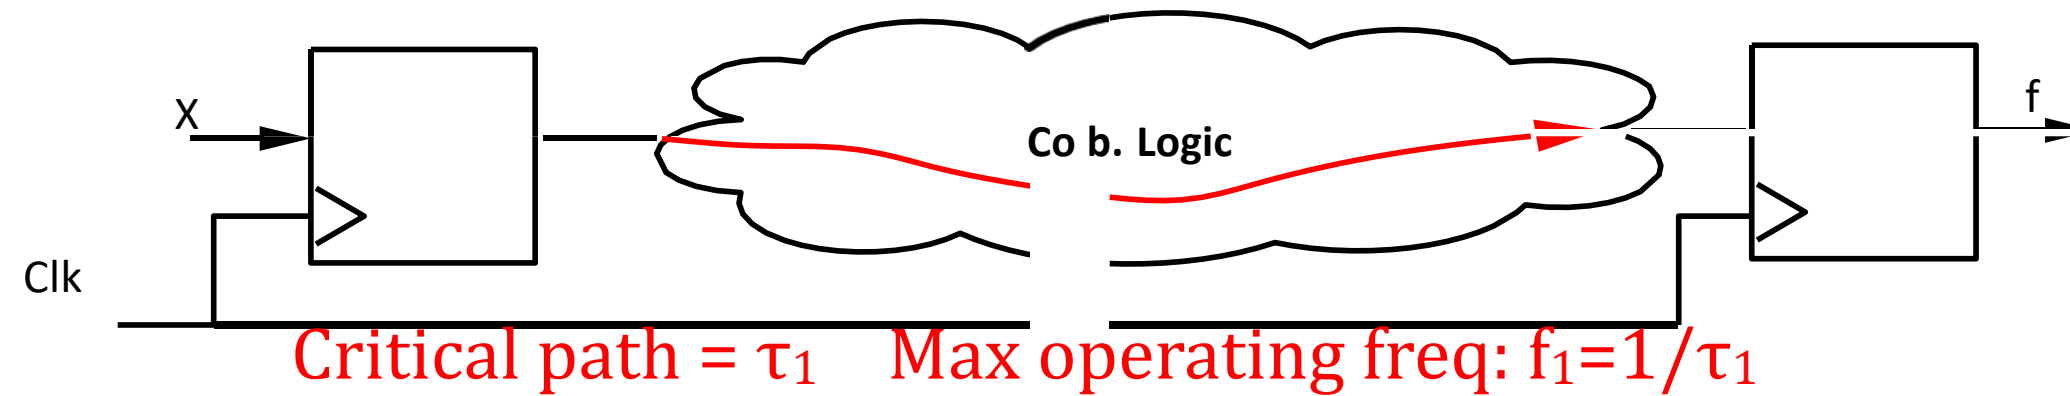 X
f
Co b. Logic
Clk
Critical path = τ₁ Max operating freq: f₁=1/τ₁